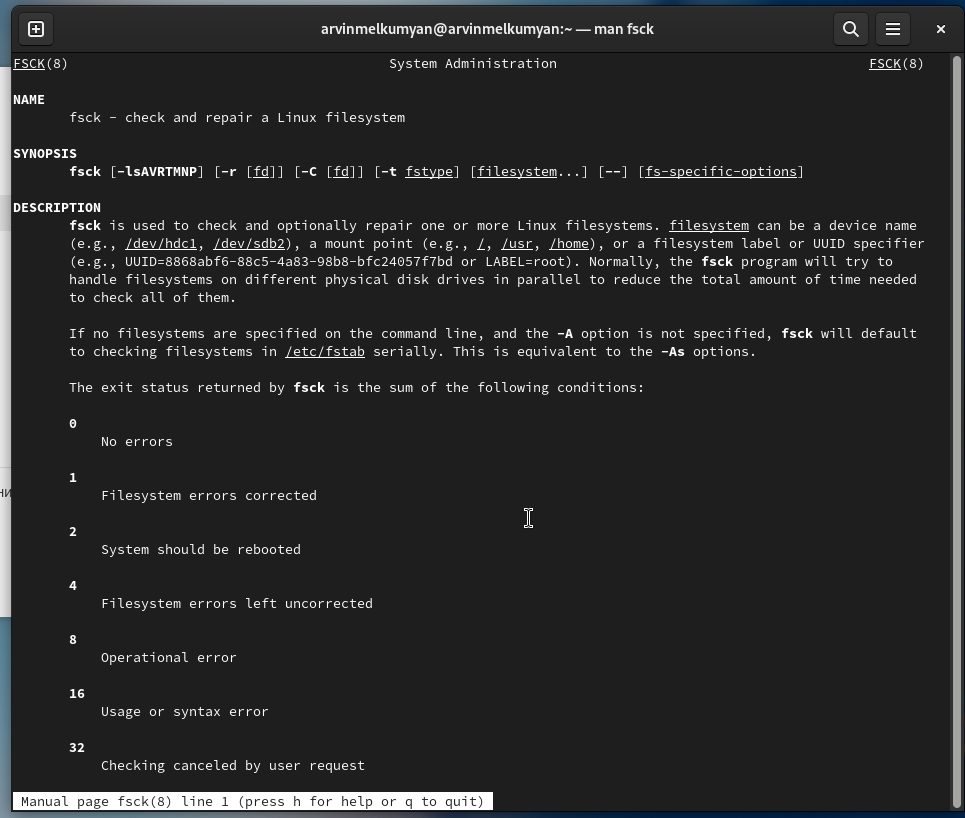 arvinmelkumyan@arvinmelkumyan:~ — man fsck
FSCK(8) System Administration FSCK(8)
NAME
fsck - check and repair a Linux filesystem
SYNOPSIS
fsck [-lsAVRTMNP] [-r [fd]] [-C [fd]] [-t fstype] [filesystem...] [--] [fs-specific-options]
DESCRIPTION
fsck is used to check and optionally repair one or more Linux filesystems. filesystem can be a device name
(e.g., /dev/hdc1, /dev/sdb2), a mount point (e.g., /, /usr, /home), or a filesystem label or UUID specifier
(e.g., UUID=8868abf6-88c5-4a83-98b8-bfc24057f7bd or LABEL=root). Normally, the fsck program will try to
handle filesystems on different physical disk drives in parallel to reduce the total amount of time needed
to check all of them.
If no filesystems are specified on the command line, and the -A option is not specified, fsck will default
to checking filesystems in /etc/fstab serially. This is equivalent to the -As options.
The exit status returned by fsck is the sum of the following conditions:
0
No errors
1
Filesystem errors corrected
2
System should be rebooted
4
Filesystem errors left uncorrected
8
Operational error
16
Usage or syntax error
32
Checking canceled by user request
Manual page fsck(8) line 1 (press h for help or q to quit)